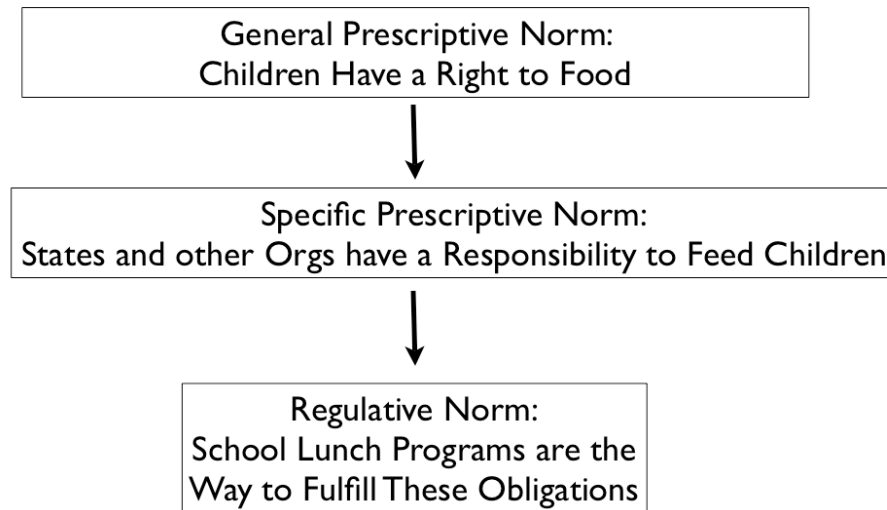 General Prescriptive Norm:
Children Have a Right to Food
Specific Prescriptive Norm:
States and other Orgs have a Responsibility to Feed Children
Regulative Norm:
School Lunch Programs are the
Way to Fulfill These Obligations